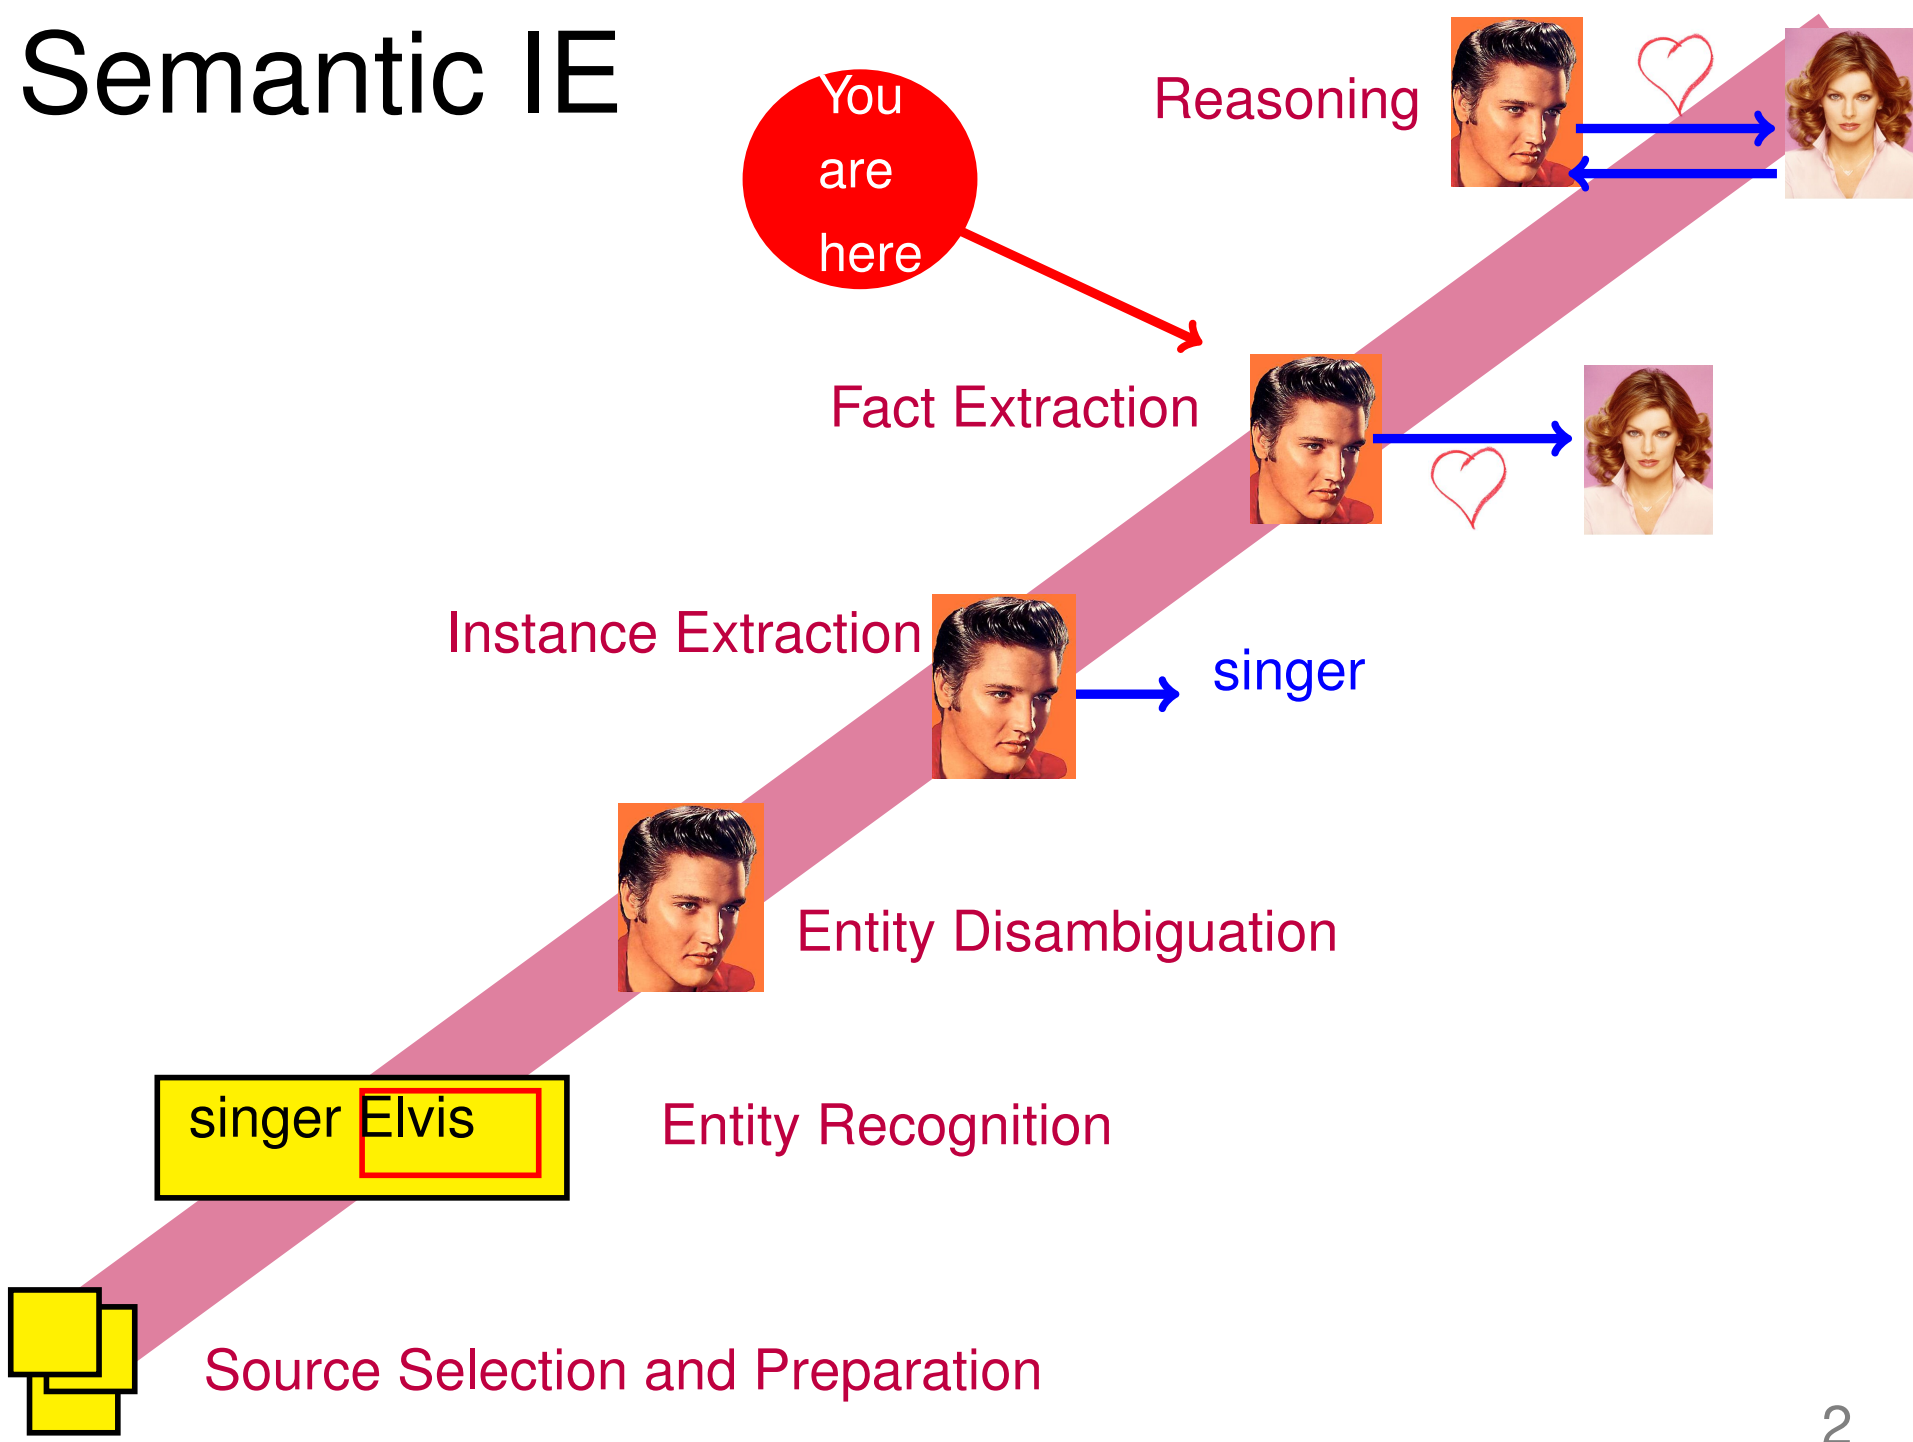 Semantic IE
You
are
here
Reasoning
Fact Extraction
Instance Extraction
singer
Entity Disambiguation
singer Elvis
Entity Recognition
Source Selection and Preparation
2